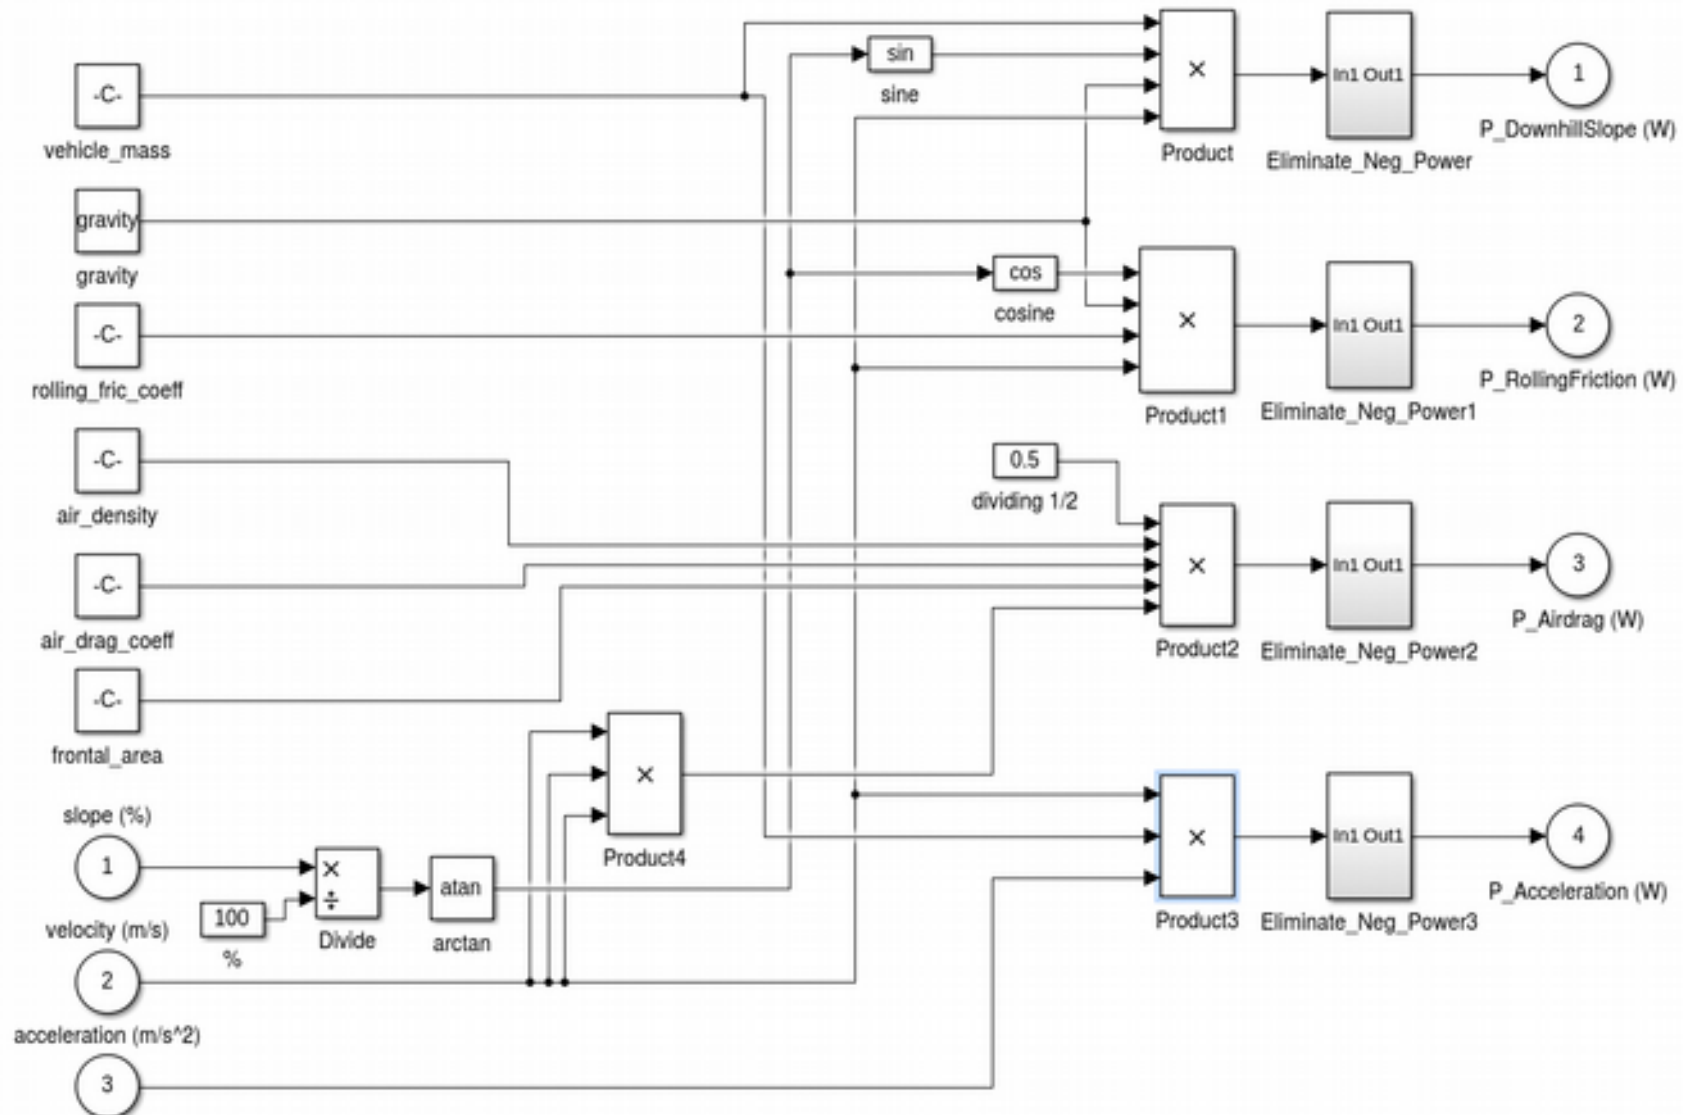 sin
sine
-C-
vehicle_mass
×
Product
In1 Out1
Eliminate_Neg_Power
1
P_DownhillSlope (W)
gravity
gravity
cos
cosine
-C-
rolling_fric_coeff
×
Product1
In1 Out1
Eliminate_Neg_Power1
2
P_RollingFriction (W)
-C-
air_density
0.5
dividing 1/2
-C-
air_drag_coeff
×
Product2
In1 Out1
Eliminate_Neg_Power2
3
P_Airdrag (W)
-C-
frontal_area
×
Product4
slope (%)
1
100
%
×
÷
Divide
atan
arctan
×
Product3
In1 Out1
Eliminate_Neg_Power3
4
P_Acceleration (W)
velocity (m/s)
2
acceleration (m/s^2)
3